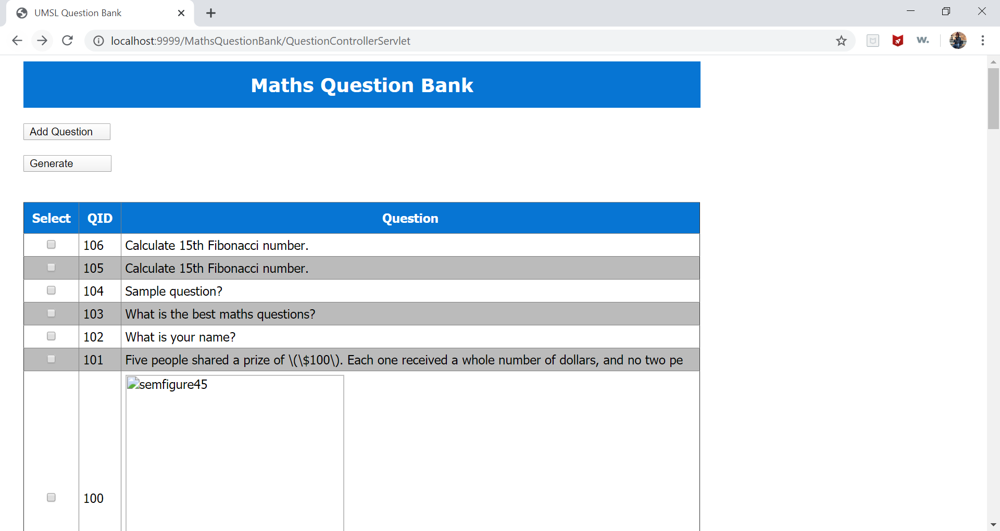 UMSL Question Bank
localhost:9999/MathsQuestionBank/QuestionControllerServlet
w.
Maths Question Bank
Add Question
Generate
Select QID Question
106 Calculate 15th Fibonacci number.
105 Calculate 15th Fibonacci number.
104 Sample question?
103 What is the best maths questions?
102 What is your name?
101 Five people shared a prize of \(\$100\). Each one received a whole number of dollars, and no two pe
semfigure45
100